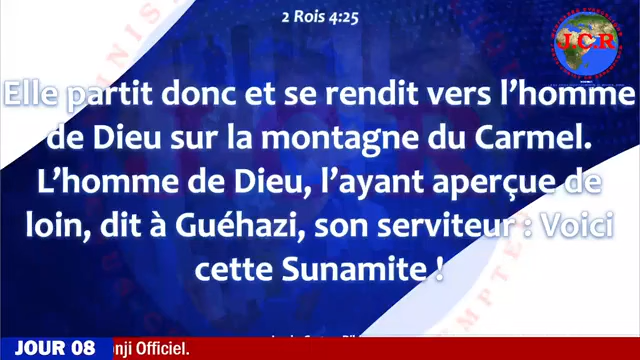 2 Rois 4:25
J.C.R
Elle partit donc et se rendit vers l’homme
de Dieu sur la montagne du Carmel.
L’homme de Dieu, l’ayant aperçue de
loin, dit à Guéhazi, son serviteur : Voici
cette Sunamite !
JOUR 08 onji Officiel.